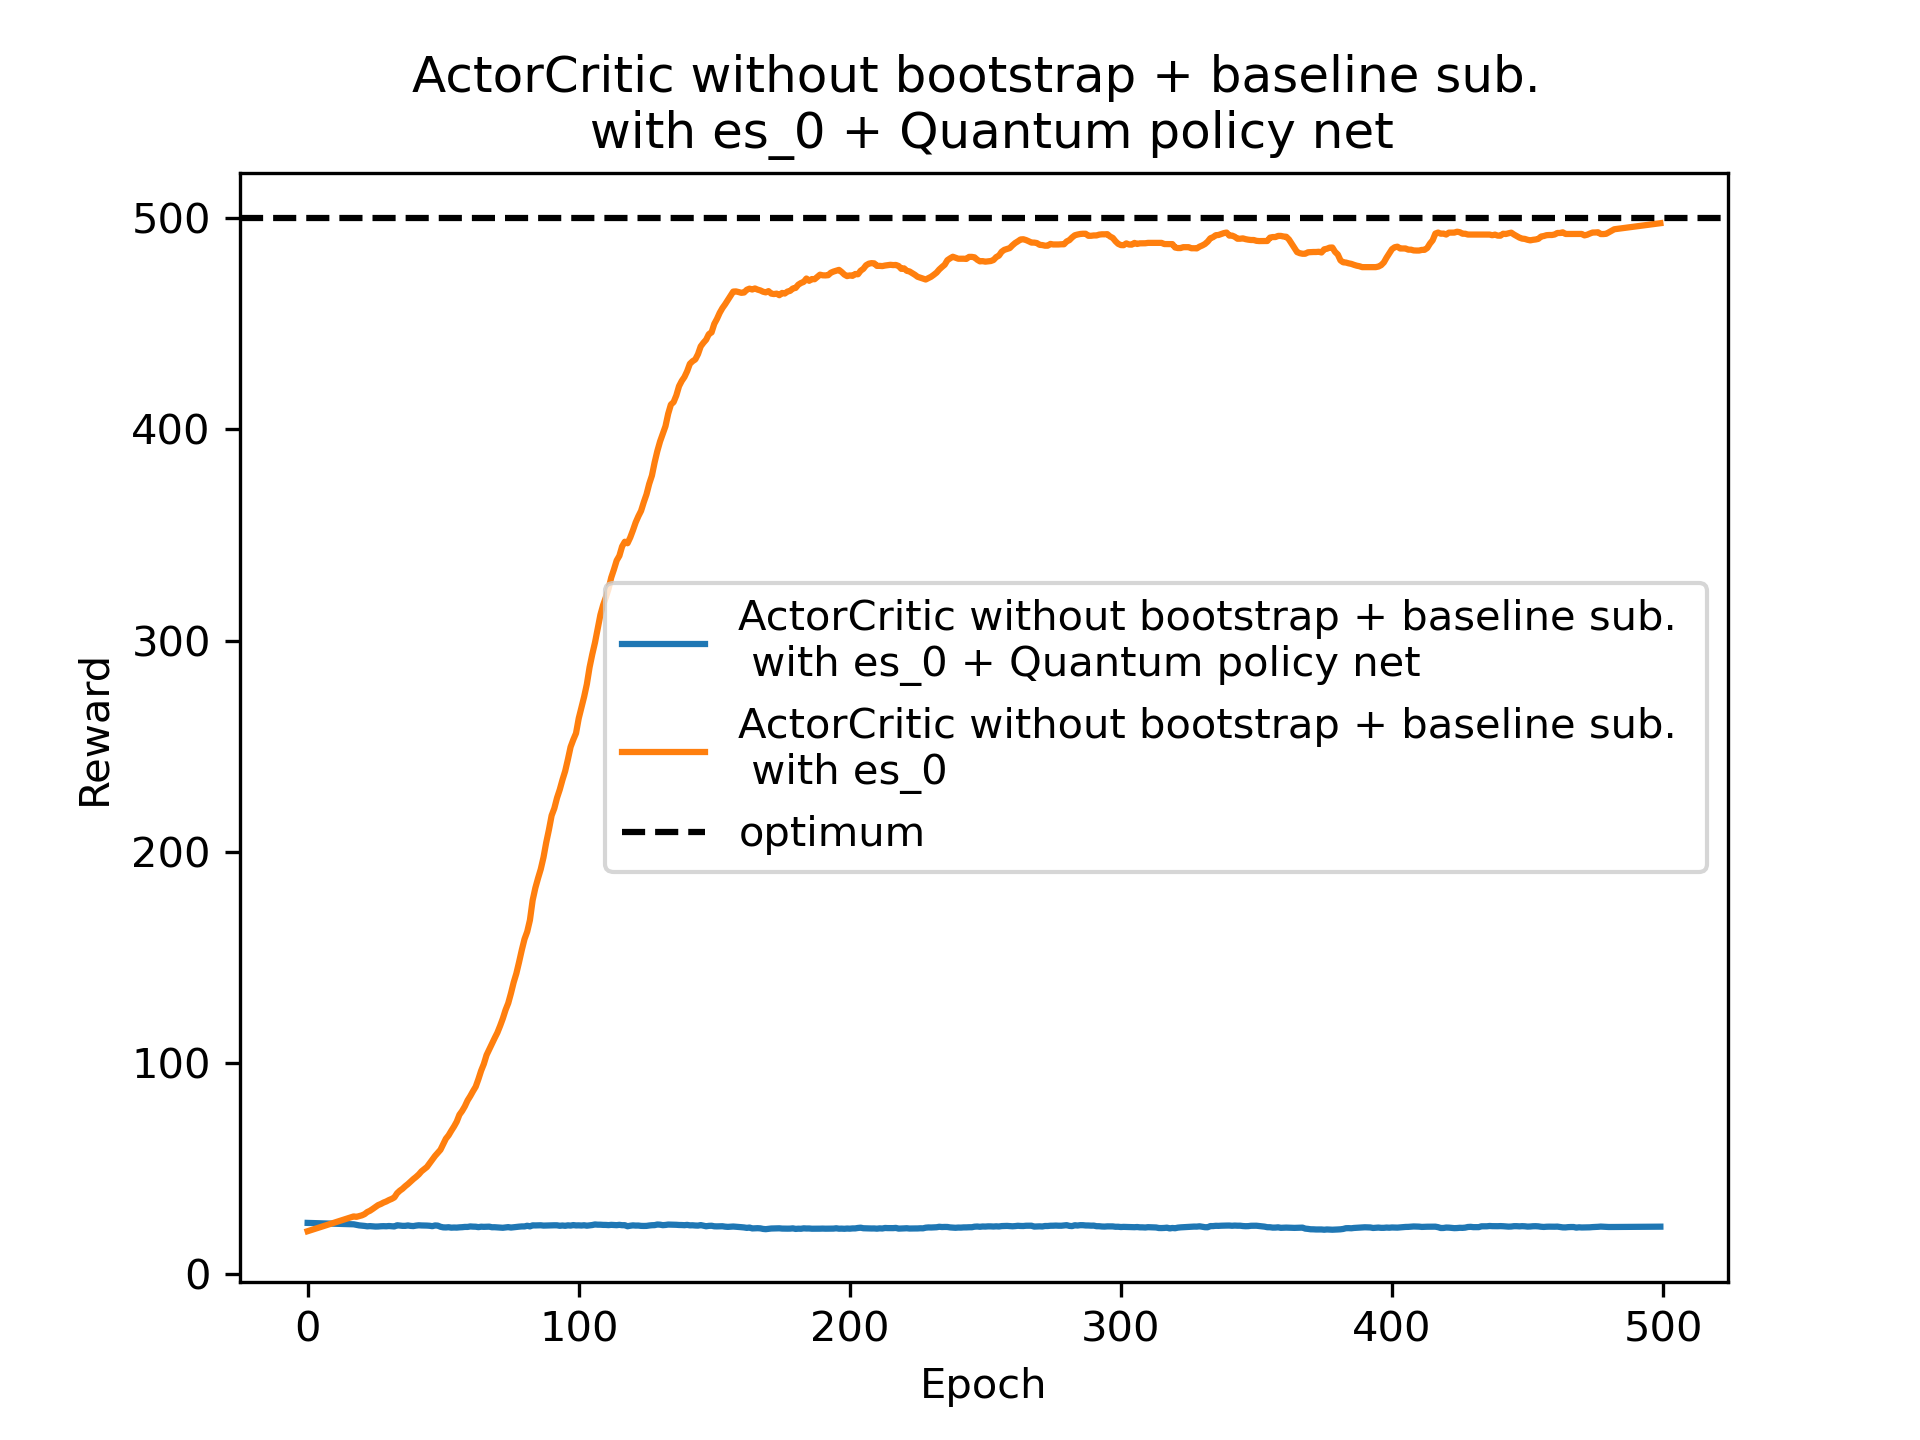 ActorCritic without bootstrap + baseline sub.
with es_0 + Quantum policy net
500
400
300
200
100
0
Reward
ActorCritic without bootstrap + baseline sub.
with es_0 + Quantum policy net
ActorCritic without bootstrap + baseline sub.
with es_0
optimum
0 100 200 300 400 500
Epoch